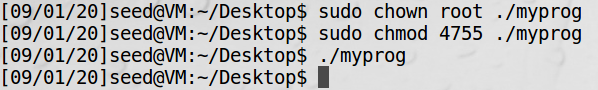 [09/01/20]seed@VM:~/Desktop$ sudo chown root ./myprog
[09/01/20]seed@VM:~/Desktop$ sudo chmod 4755 ./myprog
[09/01/20]seed@VM:~/Desktop$ ./myprog
[09/01/20]seed@VM:~/Desktop$